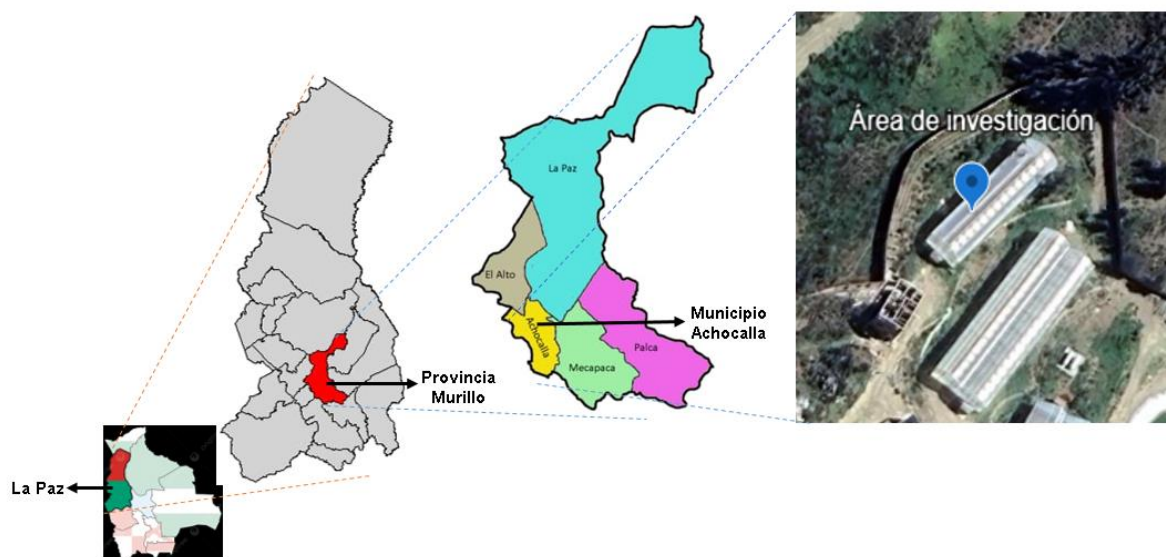 Área de investigación
La Paz
El Alto
Achocalla
Municipio
Achocalla
Palca
Mecapaca
Provincia
Murillo
La Paz